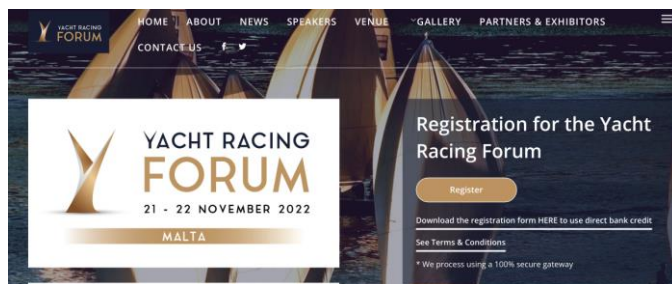 YACHT RACING
FORUM
HOME ABOUT NEWS SPEAKERS VENUE GALLERY PARTNERS & EXHIBITORS
CONTACT US
YACHT RACING
FORUM
21 - 22 NOVEMBER 2022
MALTA
Registration for the Yacht
Racing Forum
Register
Download the registration form HERE to use direct bank credit
See Terms & Conditions
* We process using a 100% secure gateway